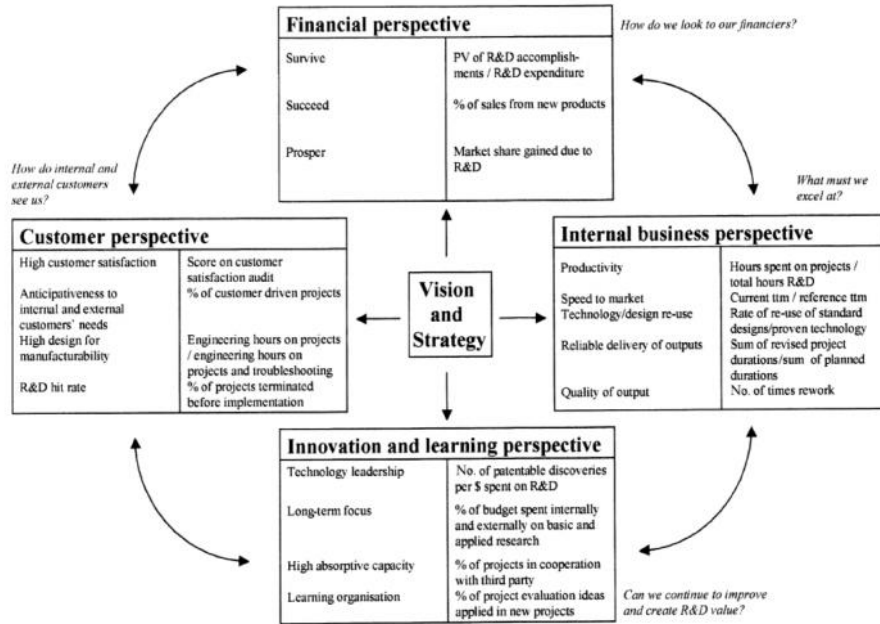 Financial perspective
How do we look to our financiers?
Survive
PV of R&D accomplish-
ments / R&D expenditure
Succeed
% of sales from new products
Prosper
Market share gained due to
R&D
How do internal and
external customers
see us?
What must we
excel at?
Customer perspective
High customer satisfaction
Score on customer
satisfaction audit
Anticipativeness to
internal and external
customers' needs
% of customer driven projects
High design for
manufacturability
Engineering hours on projects
/ engineering hours on
projects and troubleshooting
R&D hit rate
% of projects terminated
before implementation
Vision
and
Strategy
Internal business perspective
Productivity
Hours spent on projects /
total hours R&D
Speed to market
Current ttm / reference ttm
Technology/design re-use
Rate of re-use of standard
designs/proven technology
Reliable delivery of outputs
Sum of revised project
durations/sum of planned
durations
Quality of output
No. of times rework
Innovation and learning perspective
Technology leadership
No. of patentable discoveries
per $ spent on R&D
Long-term focus
% of budget spent internally
and externally on basic and
applied research
High absorptive capacity
% of projects in cooperation
with third party
Learning organisation
% of project evaluation ideas
applied in new projects
Can we continue to improve
and create R&D value?